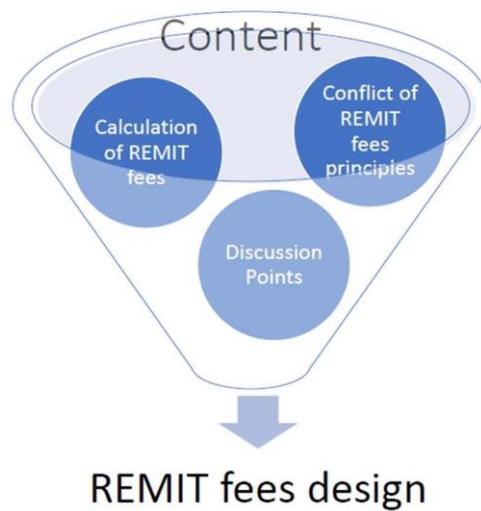 Content
Calculation
of REMIT
fees
Conflict of
REMIT
fees
principles
Discussion
Points
REMIT fees design